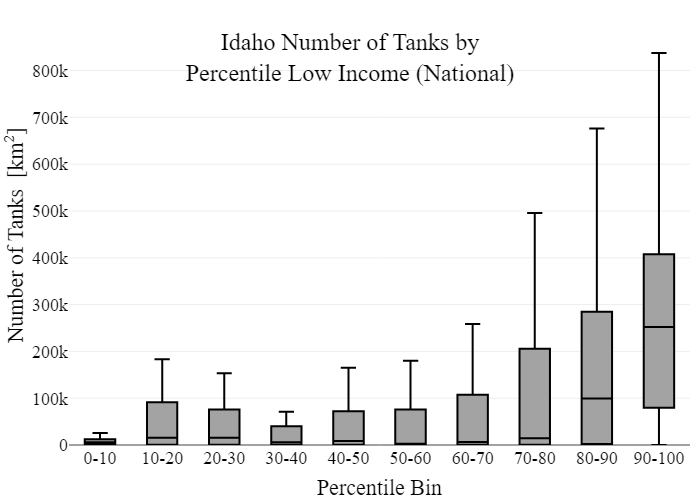 Idaho Number of Tanks by
Percentile Low Income (National)
Number of Tanks [km²]
800k
700k
600k
500k
400k
300k
200k
100k
0
0-10 10-20 20-30 30-40 40-50 50-60 60-70 70-80 80-90 90-100
Percentile Bin